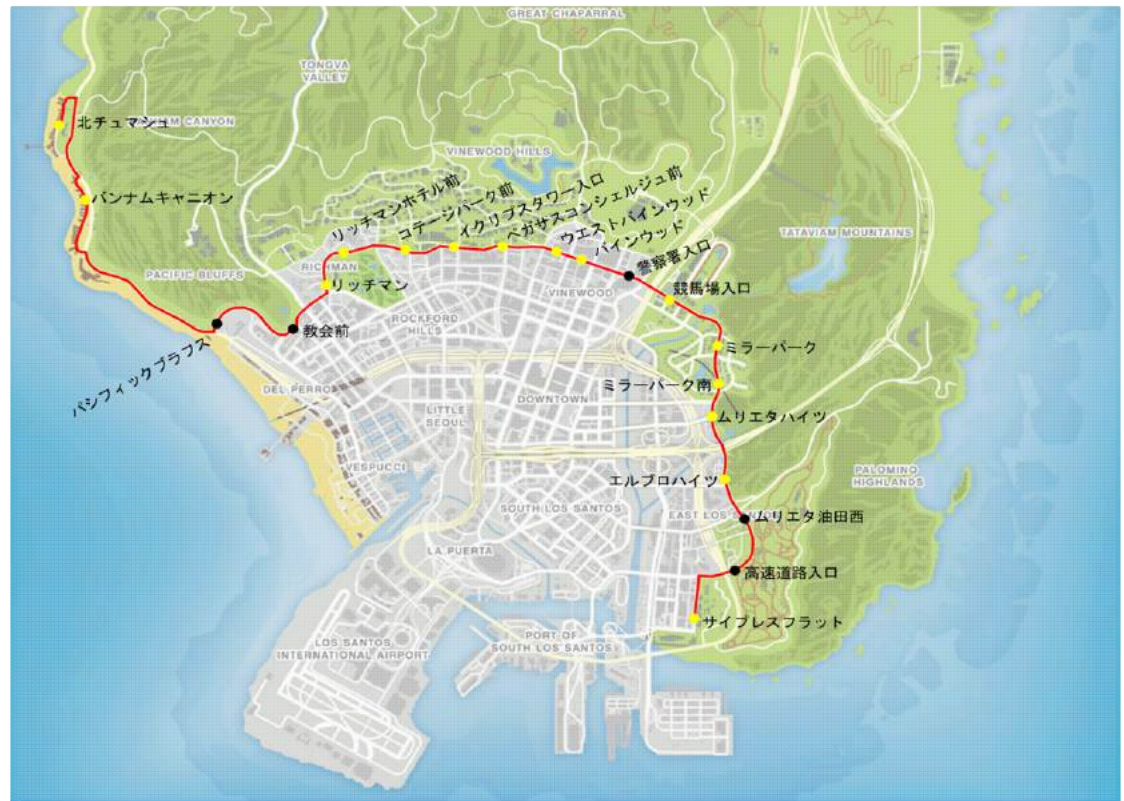 GREAT CHAPARRAL
TONGVA
VALLEY
北チュマシュ
CANYON
VINEWOOD HILLS
バンナムキャニオン
リッチマンホテル前
コテージパーク前
イクリプスタワー入口
ペガサスコンシェルジュ前
ウエストバインウッド
バインウッド
警察署入口
TATAVIAM MOUNTAINS
PACIFIC BLUFFS
RICHMAN
リッチマン
VINEWOOD
競馬場入口
教会前
ROCKFORD
HILLS
ミラーパーク
パシフィックブラフス
DEL PERRO
ミラーパーク南
LITTLE
SEOUL
DOWNTOWN
ムリエタハイツ
VESPUCCI
エルブロハイツ
PALOMINO
HIGHLANDS
SOUTH LOS SANTOS
EAST LOS SANTOS
ムリエタ油田西
LA PUERTA
高速道路入口
サイプレスフラット
LOS SANTOS
INTERNATIONAL AIRPORT
PORT OF
SOUTH LOS SANTOS